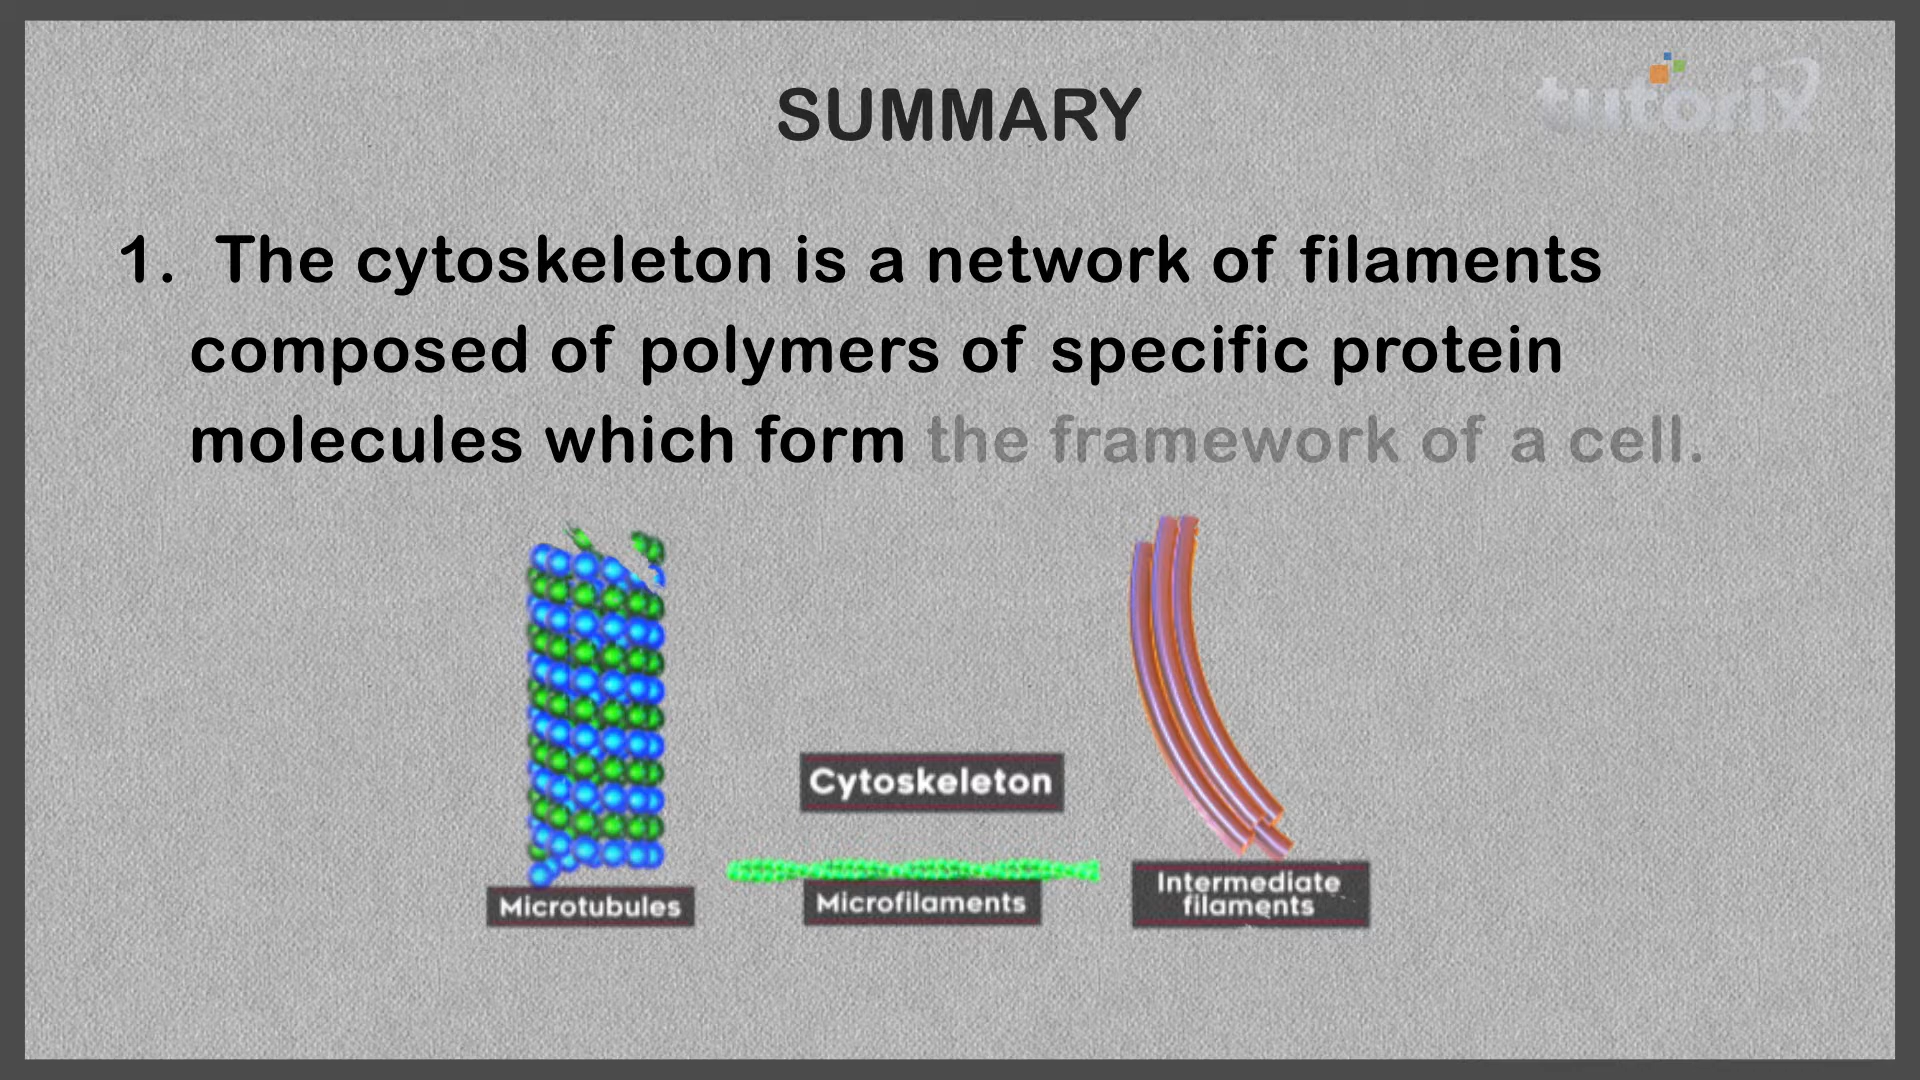 tutorix
SUMMARY
1. The cytoskeleton is a network of filaments
composed of polymers of specific protein
molecules which form the framework of a cell.
Cytoskeleton
Microtubules
Microfilaments
Intermediate
filaments